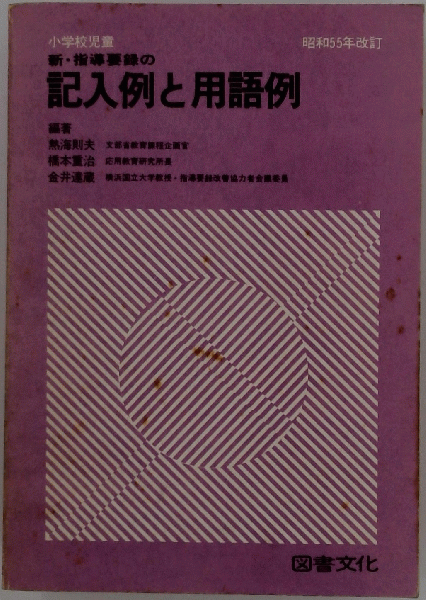 小学校児童
昭和55年改訂
新・指導要録の
記入例と用語例
編著
熱海則夫 文部省教育課程企画官
橋本重治 応用教育研究所長
金井達蔵 横浜国立大学教授・指導要録改善協力者会議委員
図書文化